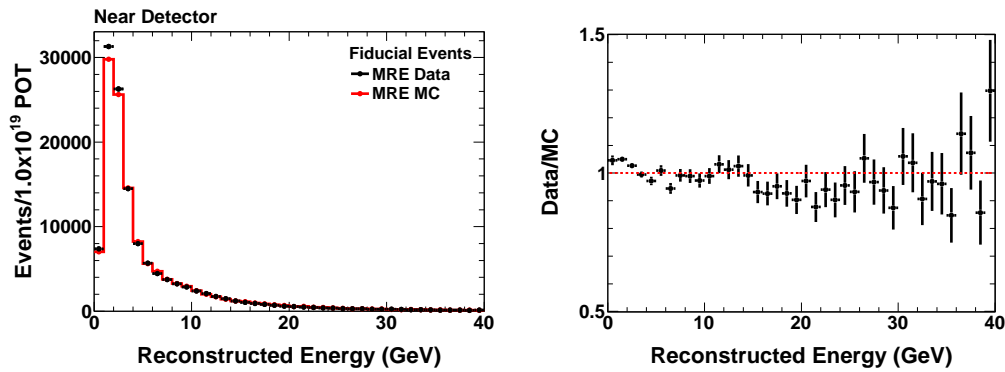 Near Detector
Fiducial Events
MRE Data
MRE MC
Events/1.0x10¹⁹ POT
30000
20000
10000
0
0 10 20 30 40
Reconstructed Energy (GeV)
Data/MC
1.5
1
0.5
0 10 20 30 40
Reconstructed Energy (GeV)